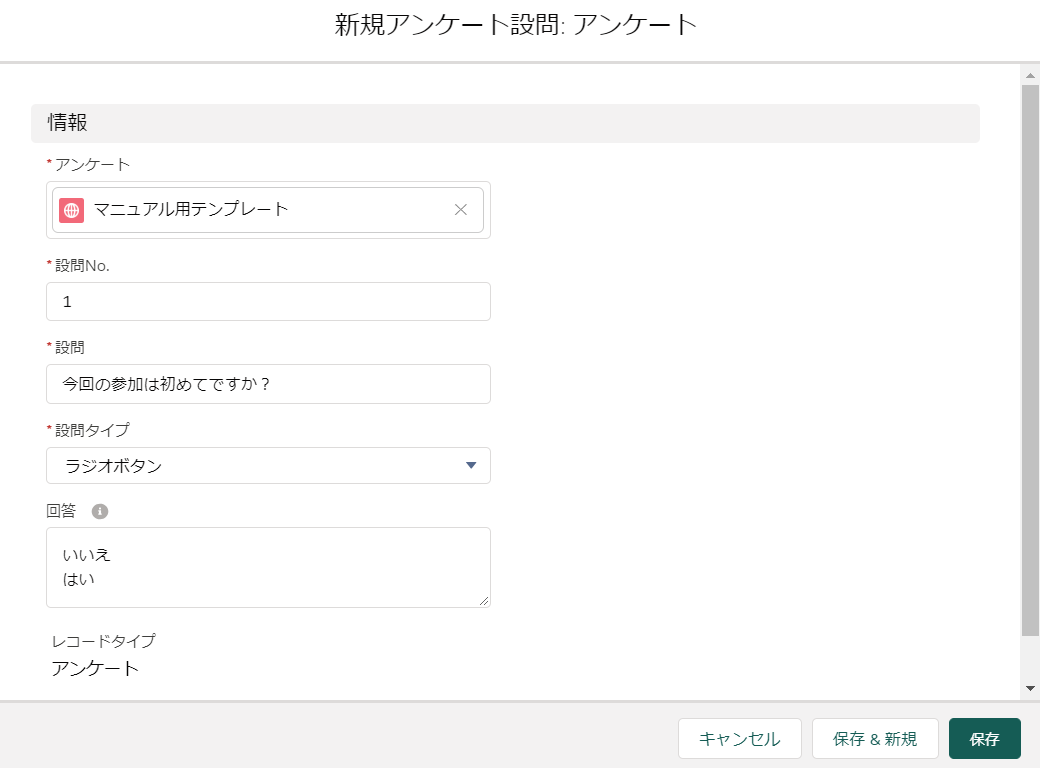 新規アンケート設問: アンケート
情報
*アンケート
マニュアル用テンプレート
*設問No.
1
*設問
今回の参加は初めてですか？
*設問タイプ
ラジオボタン
回答
いいえ
はい
レコードタイプ
アンケート
キャンセル 保存 & 新規 保存